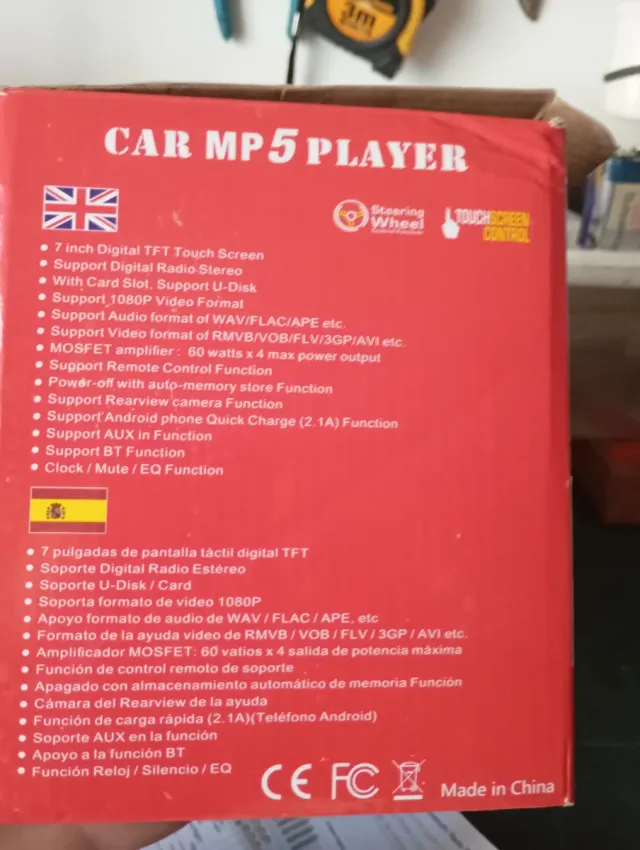 3m
CAR MP5 PLAYER
Steering
Wheel
TOUCHSCREEN
CONTROL
• 7 inch Digital TFT Touch Screen
• Support Digital Radio Stereo
• With Card Slot, Support U-Disk
• Support 1080P Video Format
• Support Audio format of WAV/FLAC/APE etc.
• Support Video format of RMVB/VOB/FLV/3GP/AVI etc.
• MOSFET amplifier : 60 watts x 4 max power output
• Support Remote Control Function
• Power-off with auto-memory store Function
• Support Rearview camera Function
• Support Android phone Quick Charge (2.1A) Function
• Support AUX in Function
• Support BT Function
• Clock / Mute / EQ Function
• 7 pulgadas de pantalla táctil digital TFT
• Soporte Digital Radio Estéreo
• Soporte U-Disk / Card
• Soporta formato de video 1080P
• Apoyo formato de audio de WAV / FLAC / APE. etc
• Formato de la ayuda video de RMVB / VOB / FLV / 3GP / AVI etc.
• Amplificador MOSFET: 60 vatios x 4 salida de potencia máxima
• Función de control remoto de soporte
• Apagado con almacenamiento automático de memoria Función
• Cámara del Rearview de la ayuda
• Función de carga rápida (2.1A)(Teléfono Android)
• Soporte AUX en la función
• Apoyo a la función BT
• Función Reloj / Silencio / EQ
CE FC Made in China